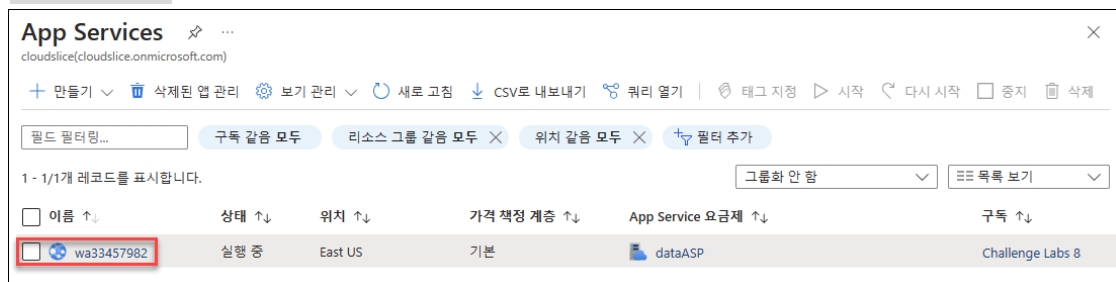 App Services
cloudslice(cloudslice.onmicrosoft.com)
만들기 삭제된 앱 관리 보기 관리 새로 고침 CSV로 내보내기 쿼리 열기 태그 지정 시작 다시 시작 중지 삭제
필드 필터링... 구독 같음 모두 리소스 그룹 같음 모두 위치 같음 모두 필터 추가
1 - 1/1개 레코드를 표시합니다. 그룹화 안 함 목록 보기
이름 상태 위치 가격 책정 계층 App Service 요금제 구독
wa33457982 실행 중 East US 기본 dataASP Challenge Labs 8